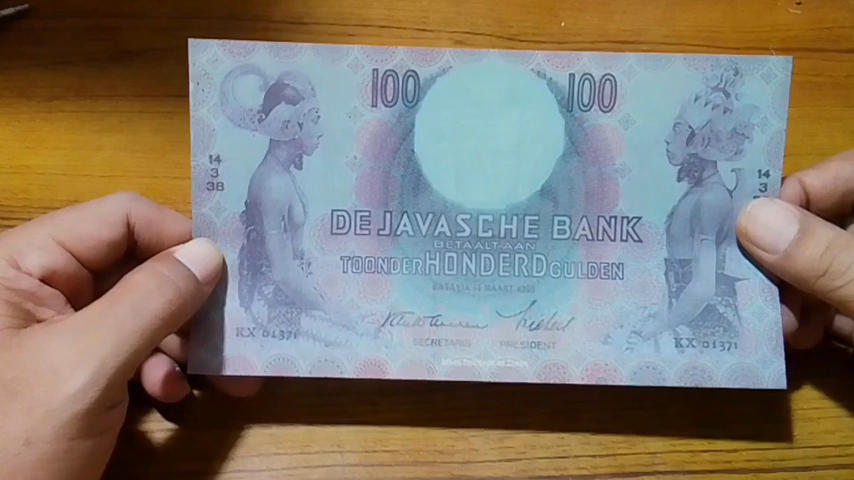 100 100
14
3
38
14
3
DE JAVASCHE BANK
BETAALT AAN
TOONDER HONDERD GULDEN
BATAVIA 14 MAART 1938
SECRETARIS PRESIDENT
KX 01371 KX 01371